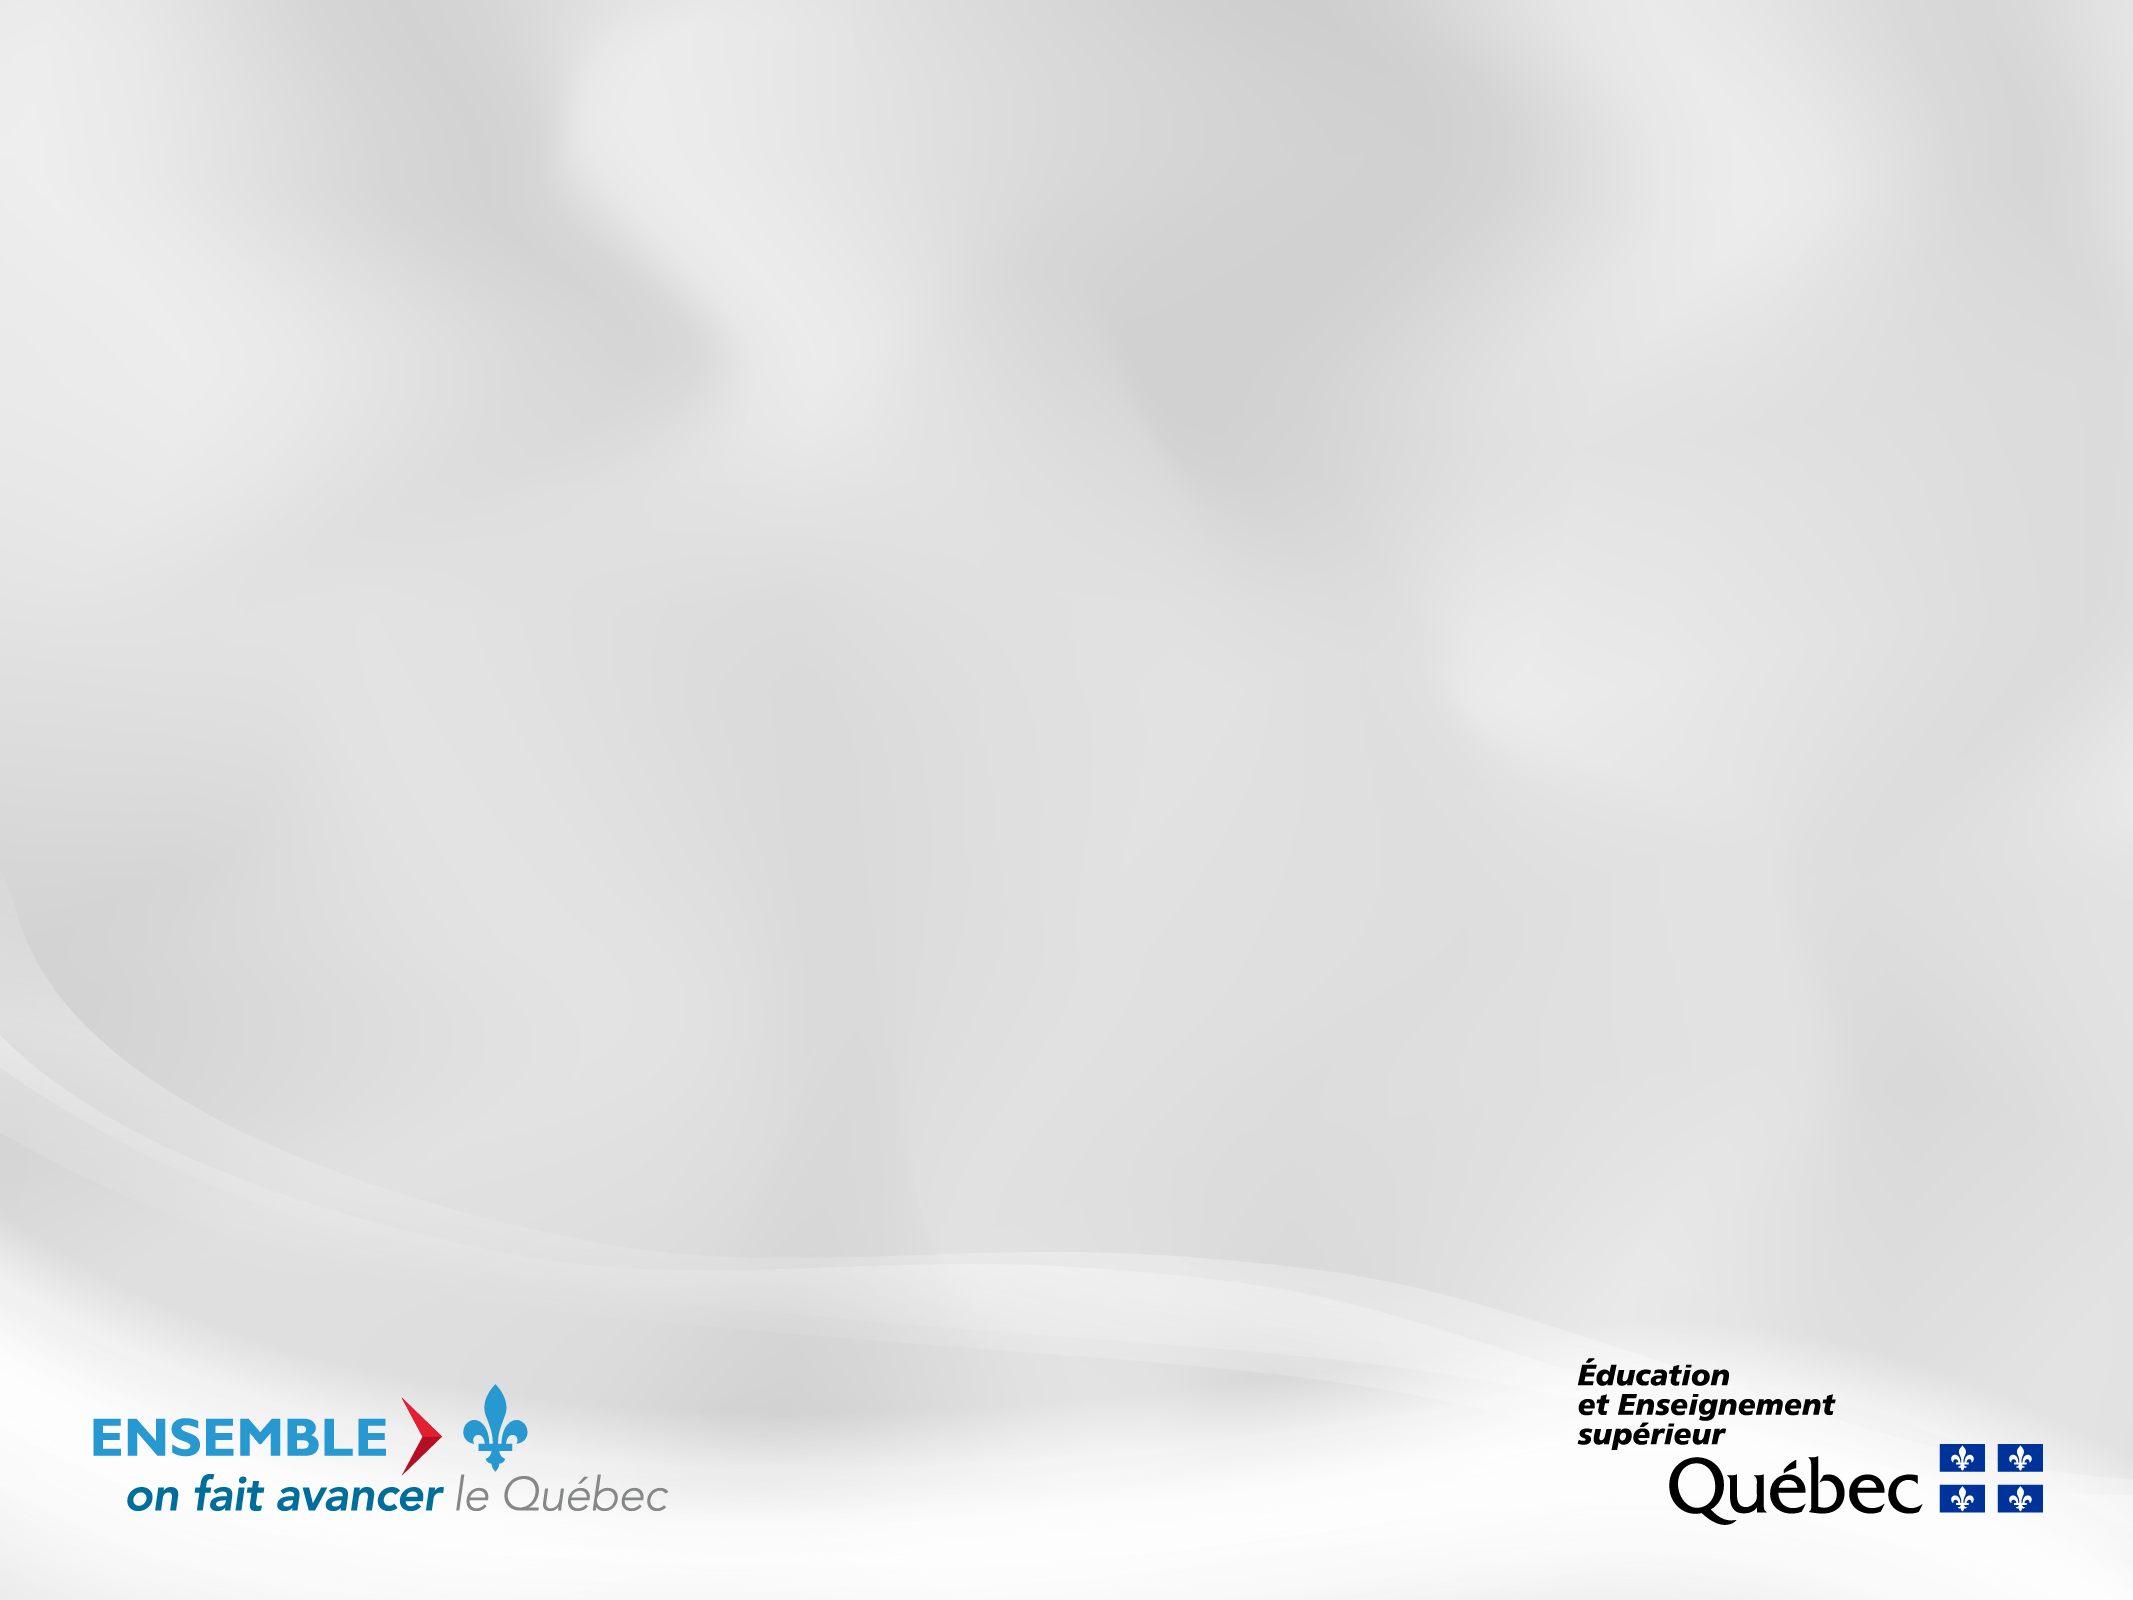 ENSEMBLE
on fait avancer le Québec
Éducation
et Enseignement
supérieur
Québec